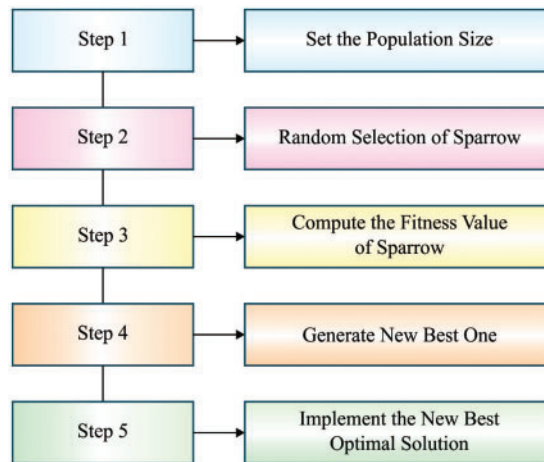 Step 1
Set the Population Size
Step 2
Random Selection of Sparrow
Step 3
Compute the Fitness Value
of Sparrow
Step 4
Generate New Best One
Step 5
Implement the New Best
Optimal Solution